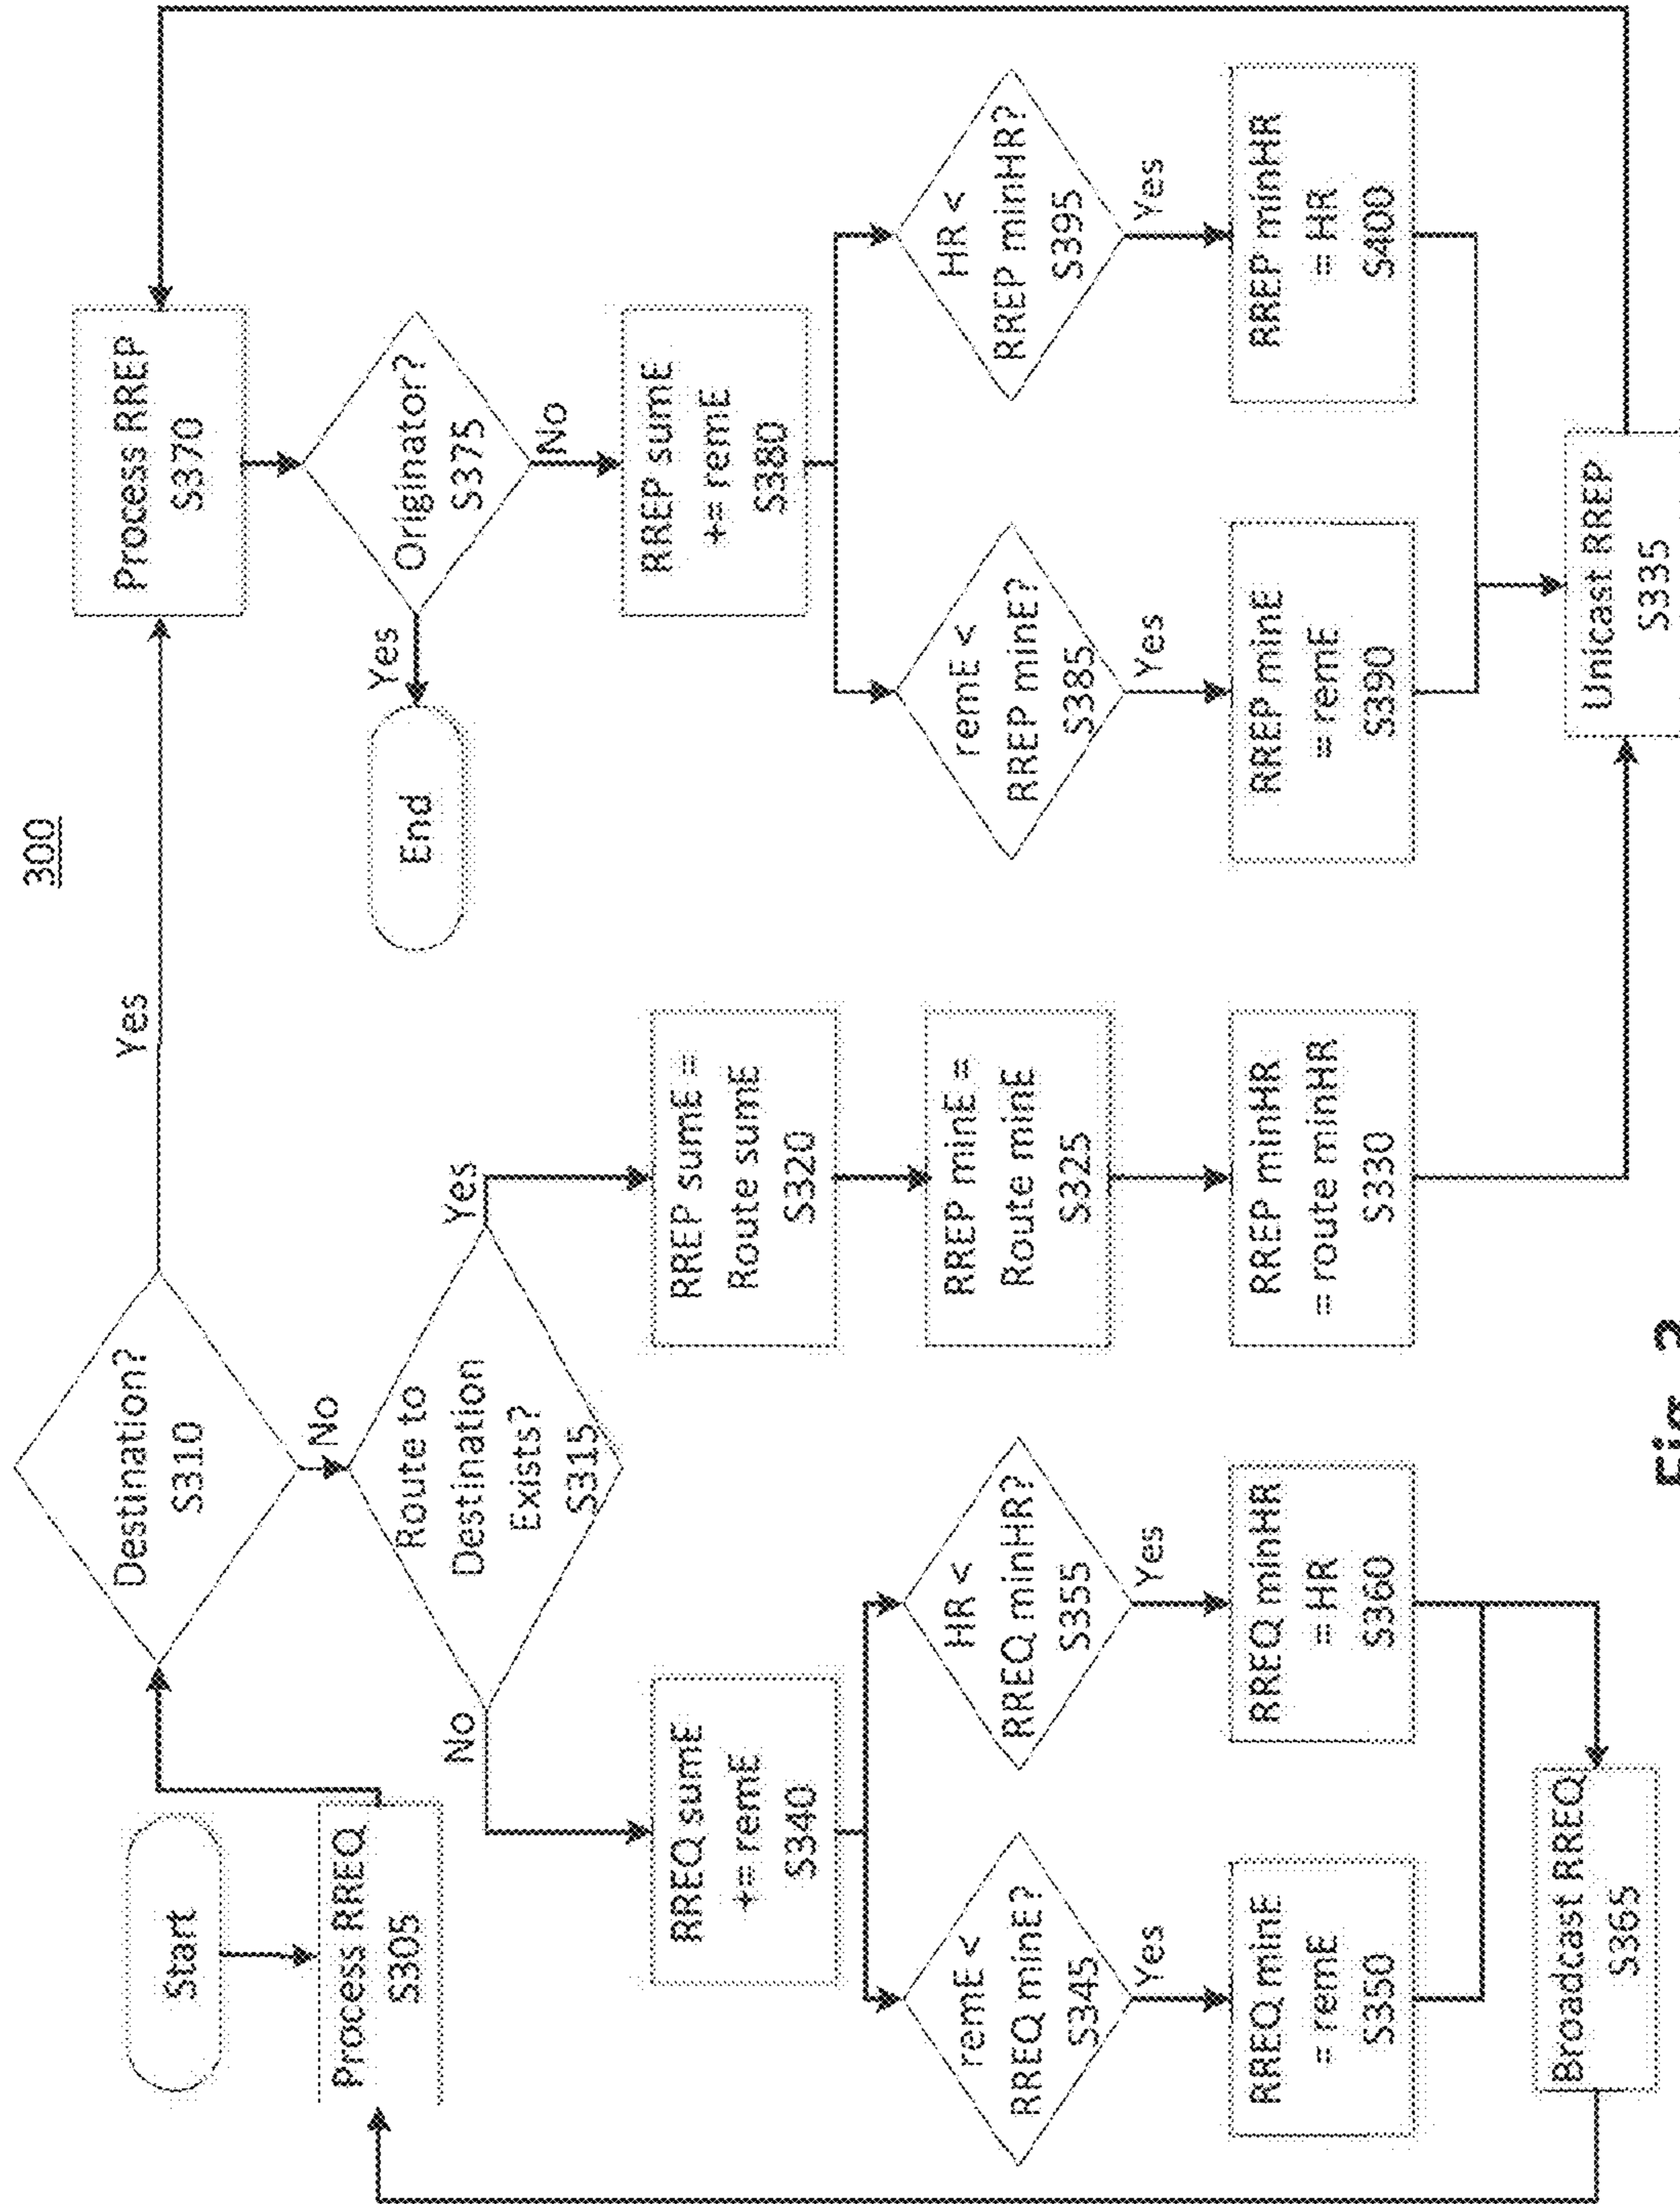 300
Start
Process RREQ
S305
Destination?
S310
Yes
No
Route to
Destination
Exists?
S315
No
Yes
RREQ sumE
+= remE
S340
remE <
RREQ minE?
S345
Yes
RREQ minE
= remE
S350
HR <
RREQ minHR?
S355
Yes
RREQ minHR
= HR
S360
Broadcast RREQ
S365
RREP sumE =
Route sumE
S320
RREP minE =
Route minE
S325
RREP minHR
= route minHR
S330
Process RREP
S370
Originator?
S375
Yes
End
No
RREP sumE
+= remE
S380
remE <
RREP minE?
S385
Yes
RREP minE
= remE
S390
HR <
RREP minHR?
S395
Yes
RREP minHR
= HR
S400
Unicast RREP
S335
Fig.